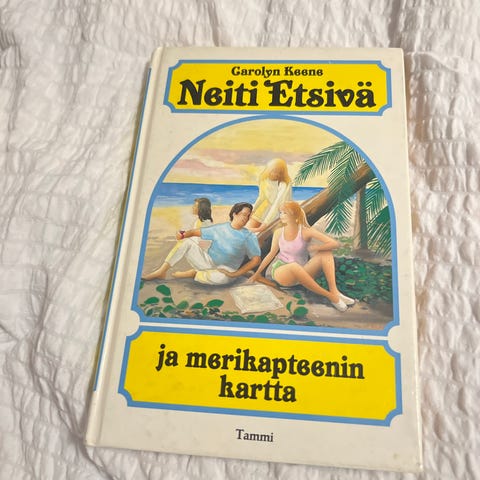 Carolyn Keene
Neiti Etsivä
ja merikapteenin
kartta
Tammi